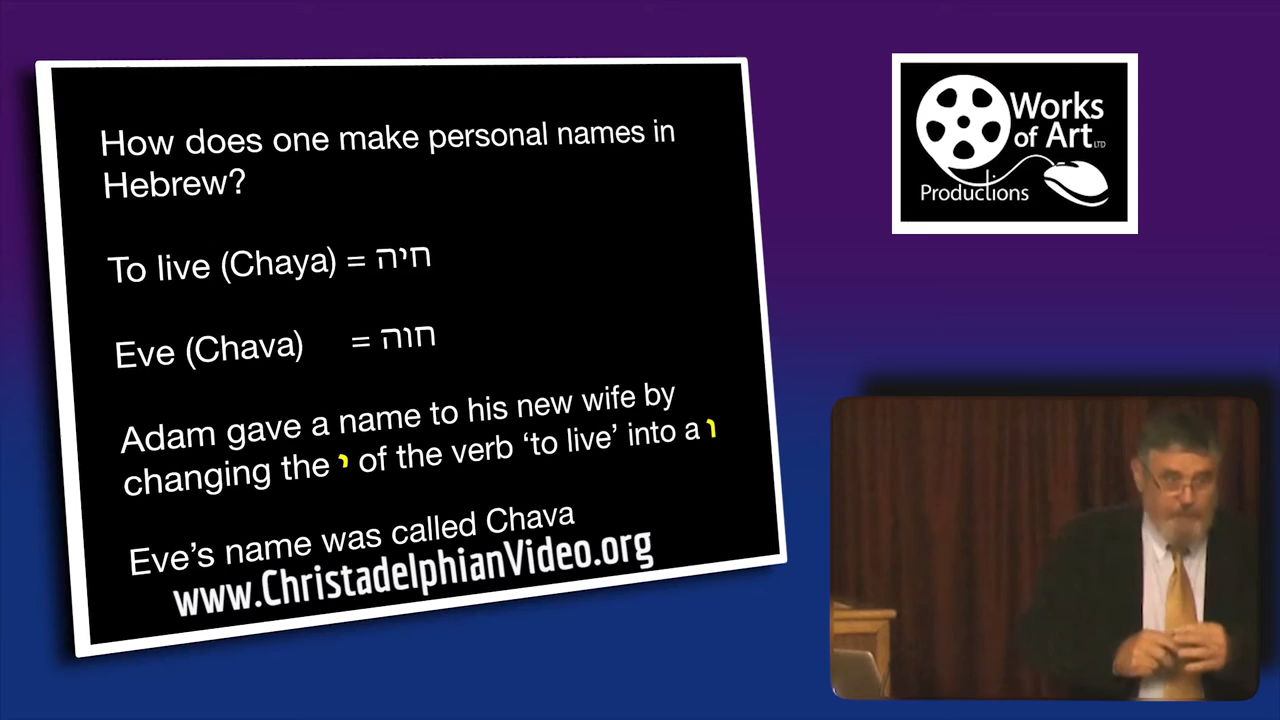 How does one make personal names in
Hebrew?
To live (Chaya) = חיה
Eve (Chava) = חוה
Adam gave a name to his new wife by
changing the י of the verb ‘to live’ into a ו
Eve’s name was called Chava
www.ChristadelphianVideo.org
Works
of Art LTD
Productions